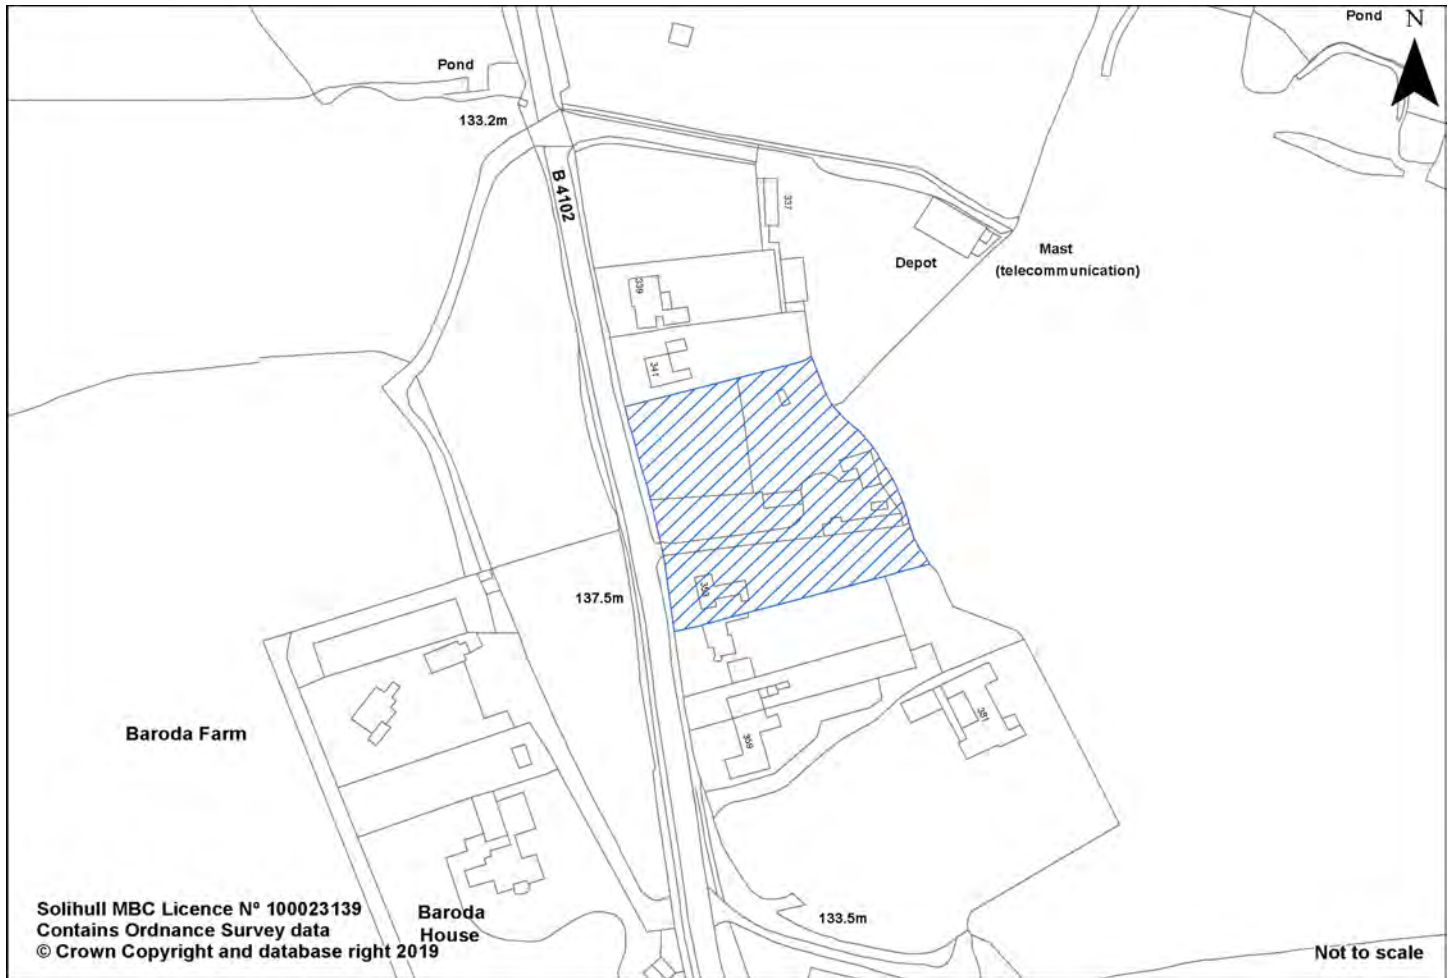 Pond
N
Pond
133.2m
B 4102
337
Depot
Mast
(telecommunication)
339
341
137.5m
353
Baroda Farm
359
381
Solihull MBC Licence Nº 100023139
Contains Ordnance Survey data
© Crown Copyright and database right 2019
Baroda
House
133.5m
Not to scale